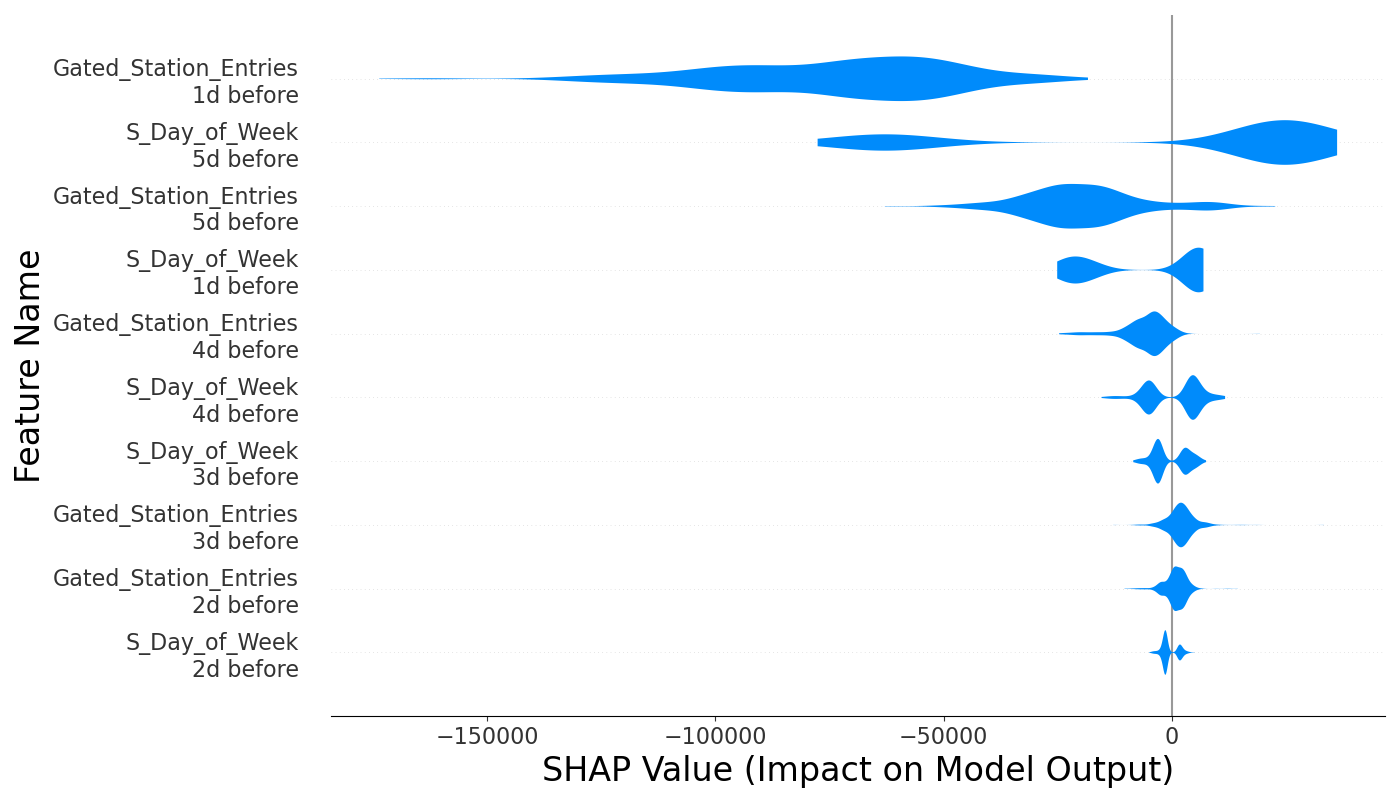 Gated_Station_Entries
1d before
S_Day_of_Week
5d before
Gated_Station_Entries
5d before
S_Day_of_Week
1d before
Gated_Station_Entries
4d before
S_Day_of_Week
4d before
S_Day_of_Week
3d before
Gated_Station_Entries
3d before
Gated_Station_Entries
2d before
S_Day_of_Week
2d before
Feature Name
−150000 −100000 −50000 0
SHAP Value (Impact on Model Output)